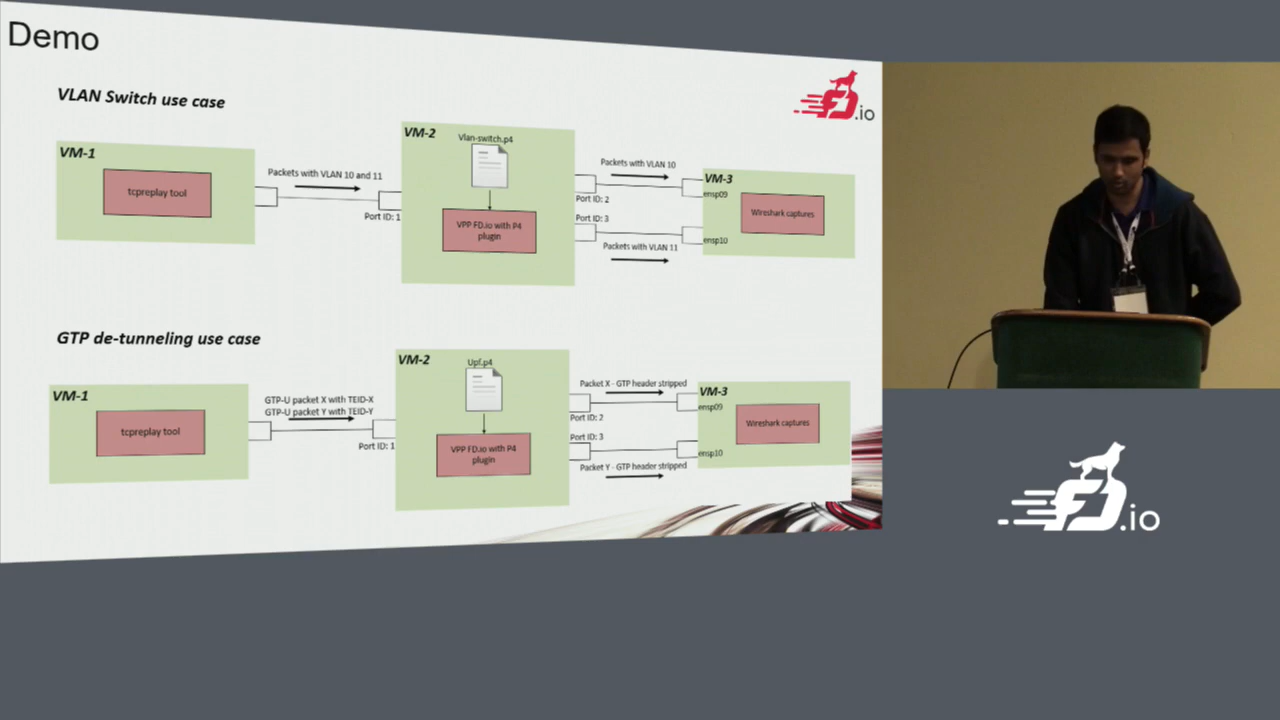 Demo
VLAN Switch use case
FD.io
VM-1
tcpreplay tool
Packets with VLAN 10 and 11
Port ID: 1
VM-2
Vlan-switch.p4
VPP FD.io with P4
plugin
Packets with VLAN 10
Port ID: 2
Port ID: 3
Packets with VLAN 11
VM-3
ensp09
Wireshark captures
ensp10
GTP de-tunneling use case
VM-1
tcpreplay tool
GTP-U packet X with TEID-X
GTP-U packet Y with TEID-Y
Port ID: 1
VM-2
Upf.p4
VPP FD.io with P4
plugin
Packet X - GTP header stripped
Port ID: 2
Port ID: 3
Packet Y - GTP header stripped
VM-3
ensp09
Wireshark captures
ensp10
FD.io